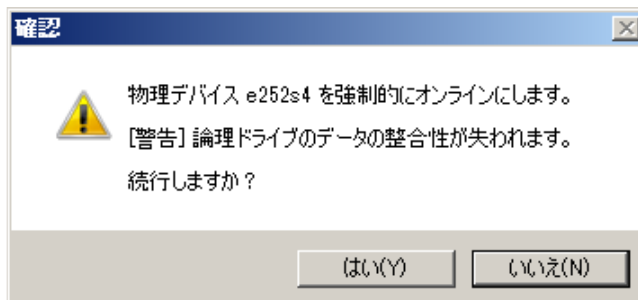 確認
物理デバイス e252s4 を強制的にオンラインにします。
[警告] 論理ドライブのデータの整合性が失われます。
続行しますか？
はい(Y)
いいえ(N)